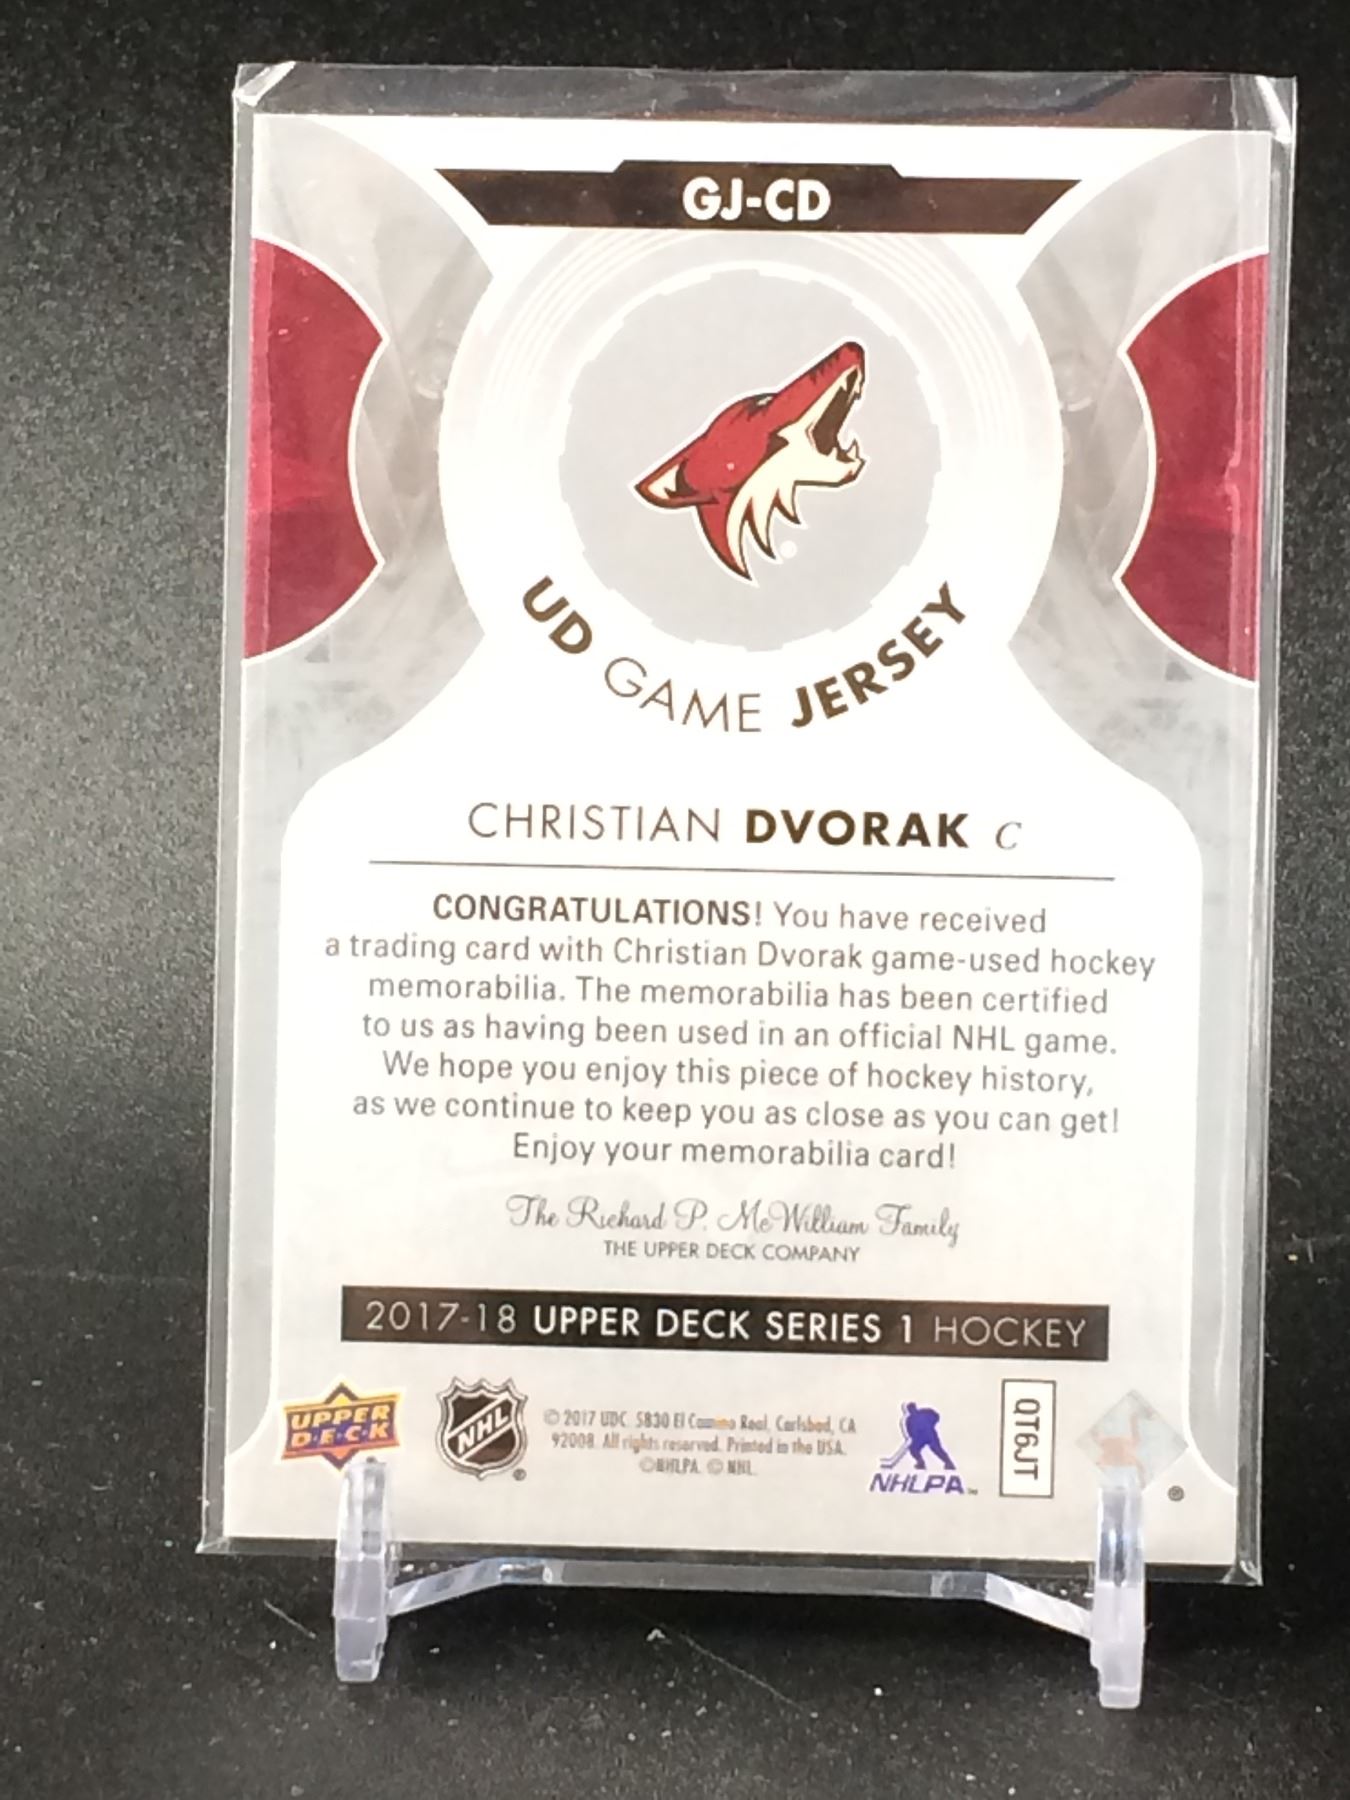 GJ-CD
UD GAME JERSEY
CHRISTIAN DVORAK C
CONGRATULATIONS! You have received
a trading card with Christian Dvorak game-used hockey
memorabilia. The memorabilia has been certified
to us as having been used in an official NHL game.
We hope you enjoy this piece of hockey history,
as we continue to keep you as close as you can get!
Enjoy your memorabilia card!
The Richard P. McWilliam Family
THE UPPER DECK COMPANY
2017-18 UPPER DECK SERIES 1 HOCKEY
UPPER
D·E·C·K
NHL
®
© 2017 UDC. 5830 El Camino Real, Carlsbad, CA
92008. All rights reserved. Printed in the USA.
©NHLPA. © NHL.
NHLPA™
QT6JT
®